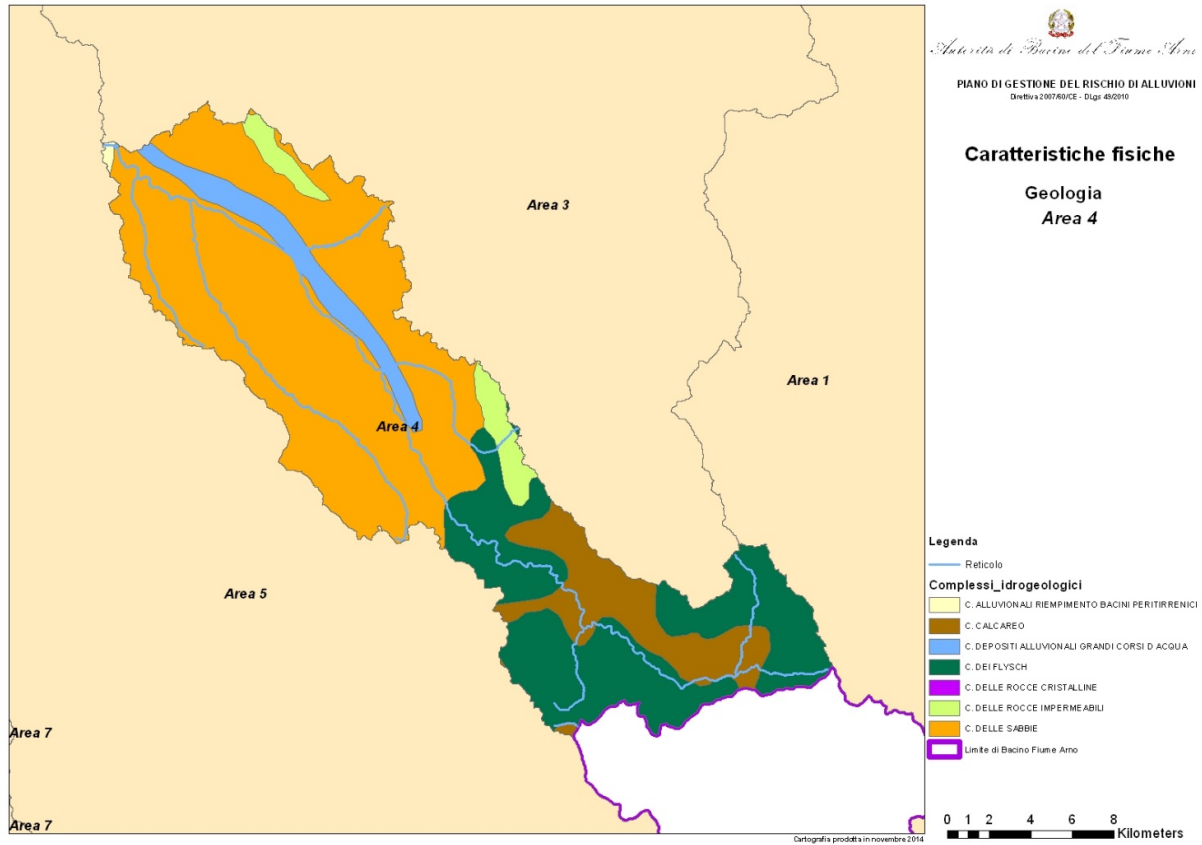 Autorità di Bacino del Fiume Arno
PIANO DI GESTIONE DEL RISCHIO DI ALLUVIONI
Direttiva 2007/60/CE - DLgs 49/2010
Caratteristiche fisiche
Geologia
Area 4
Area 3
Area 1
Area 4
Area 5
Area 7
Area 7
Legenda
Reticolo
Complessi_idrogeologici
C. ALLUVIONALI RIEMPIMENTO BACINI PERITIRRENICI
C. CALCAREO
C. DEPOSITI ALLUVIONALI GRANDI CORSI D ACQUA
C. DEI FLYSCH
C. DELLE ROCCE CRISTALLINE
C. DELLE ROCCE IMPERMEABILI
C. DELLE SABBIE
Limite di Bacino Fiume Arno
0 1 2 4 6 8
Kilometers
Cartografia prodotta in novembre 2014